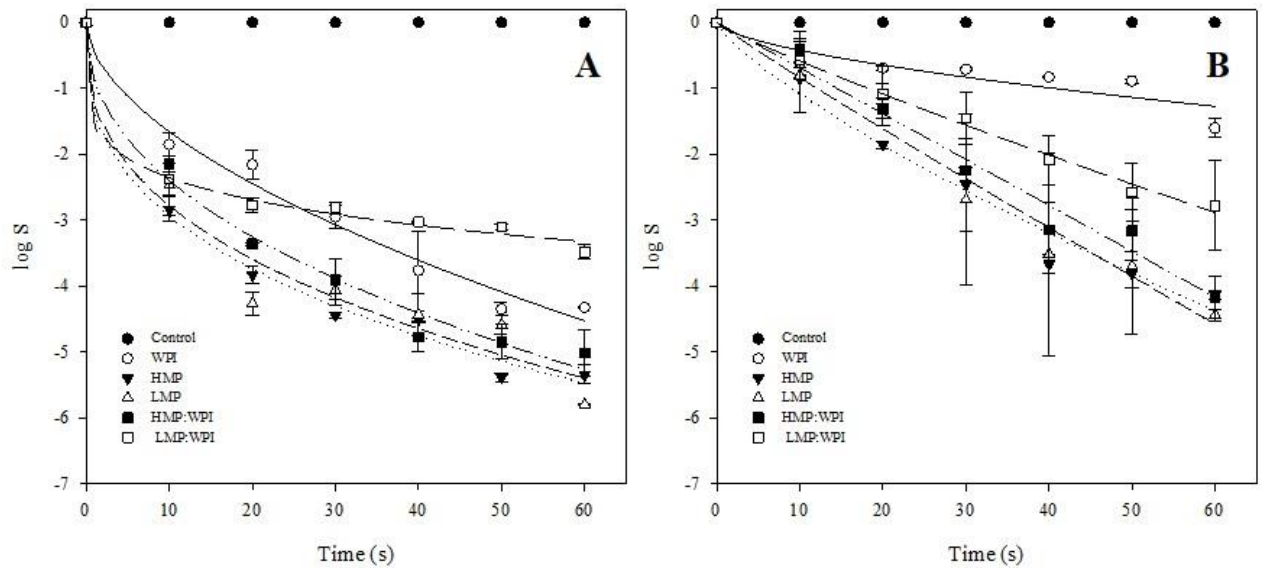 A
log S
0
-1
-2
-3
-4
-5
-6
-7
Control
WPI
HMP
LMP
HMP:WPI
LMP:WPI
0 10 20 30 40 50 60
Time (s)
B
log S
0
-1
-2
-3
-4
-5
-6
-7
Control
WPI
HMP
LMP
HMP:WPI
LMP:WPI
0 10 20 30 40 50 60
Time (s)